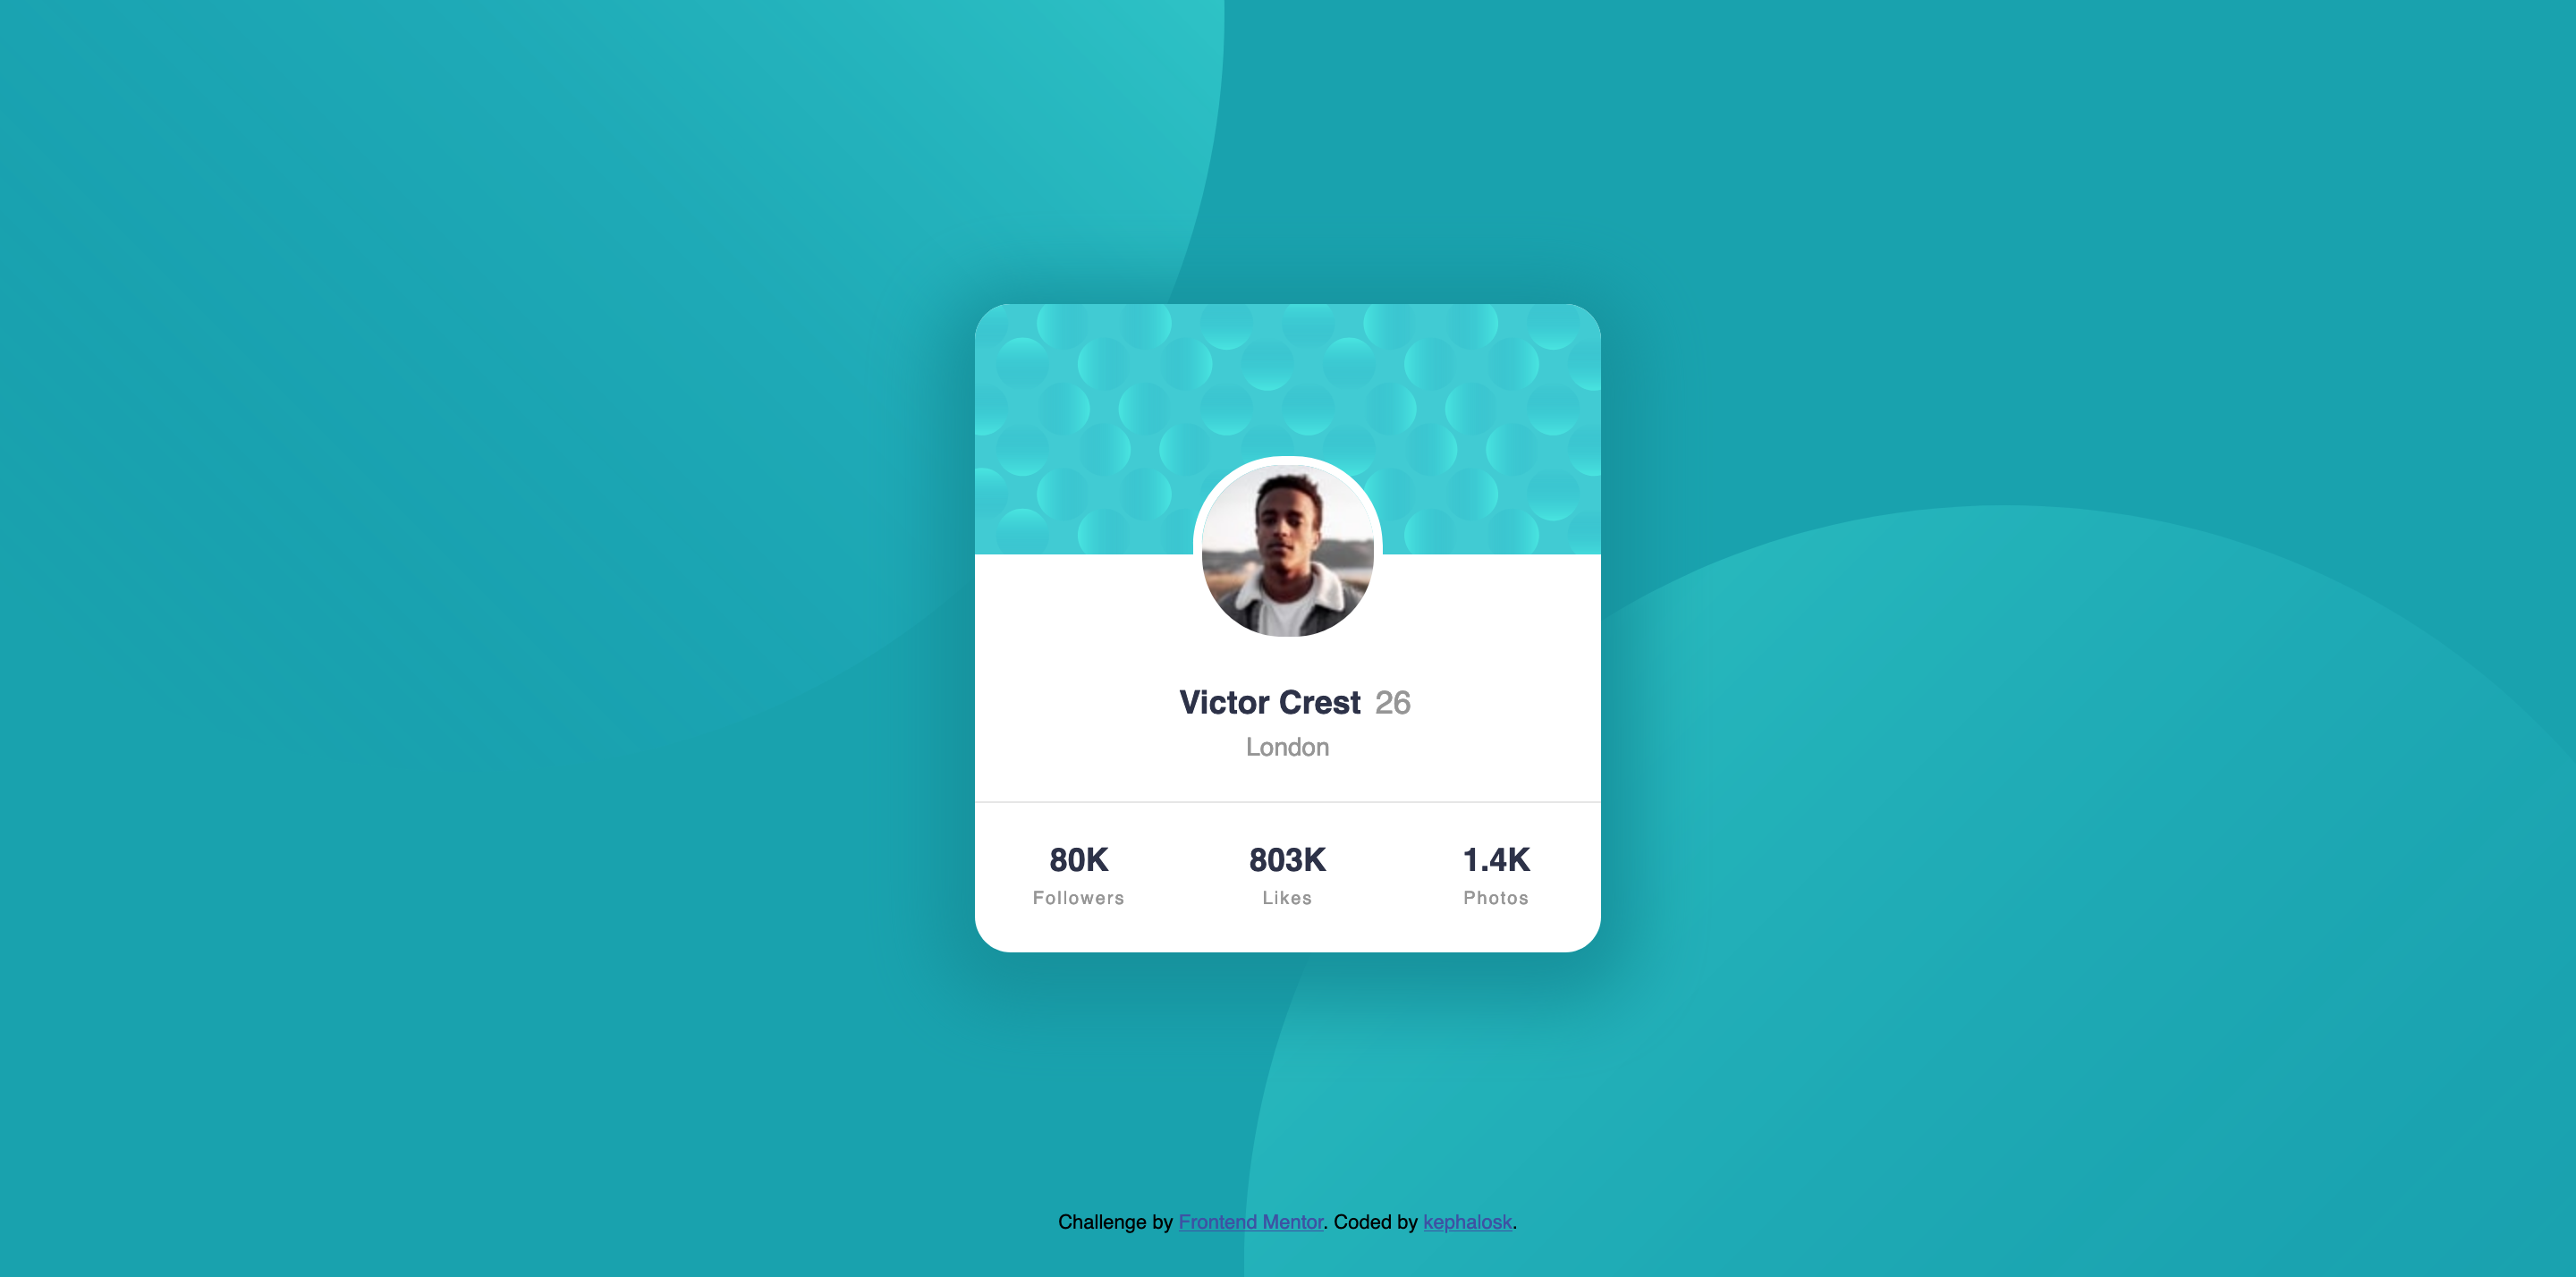 Victor Crest 26
London
80K 803K 1.4K
Followers Likes Photos
Challenge by Frontend Mentor. Coded by kephalosk.